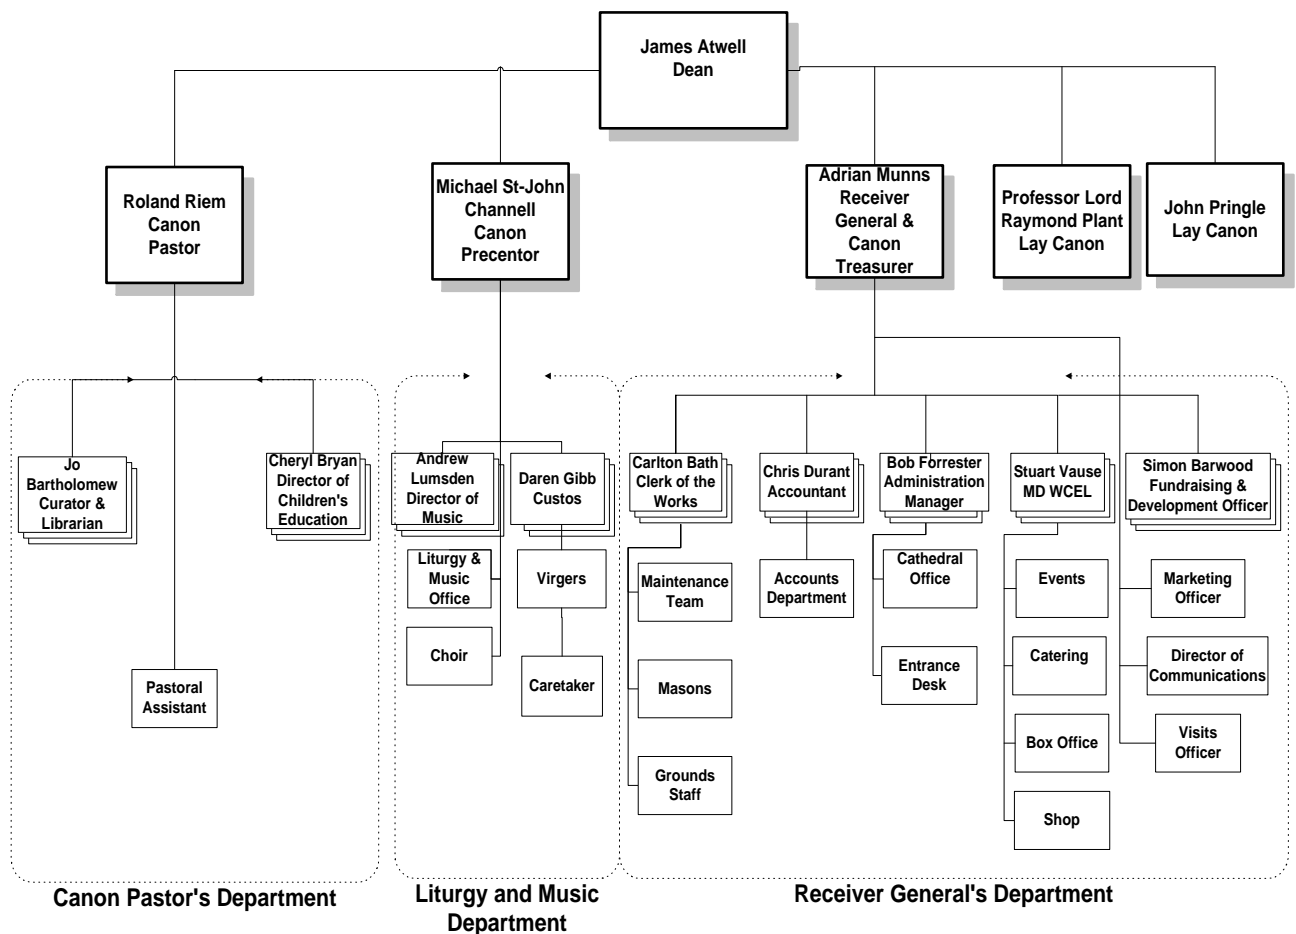 James Atwell
Dean
Roland Riem
Canon
Pastor
Michael St-John
Channell
Canon
Precentor
Adrian Munns
Receiver
General &
Canon
Treasurer
Professor Lord
Raymond Plant
Lay Canon
John Pringle
Lay Canon
Jo
Bartholomew
Curator &
Librarian
Cheryl Bryan
Director of
Children's
Education
Andrew
Lumsden
Director of
Music
Daren Gibb
Custos
Carlton Bath
Clerk of the
Works
Chris Durant
Accountant
Bob Forrester
Administration
Manager
Stuart Vause
MD WCEL
Simon Barwood
Fundraising &
Development Officer
Liturgy &
Music
Office
Virgers
Maintenance
Team
Accounts
Department
Cathedral
Office
Events
Marketing
Officer
Choir
Caretaker
Pastoral
Assistant
Masons
Entrance
Desk
Catering
Director of
Communications
Box Office
Visits
Officer
Grounds
Staff
Shop
Canon Pastor's Department
Liturgy and Music
Department
Receiver General's Department